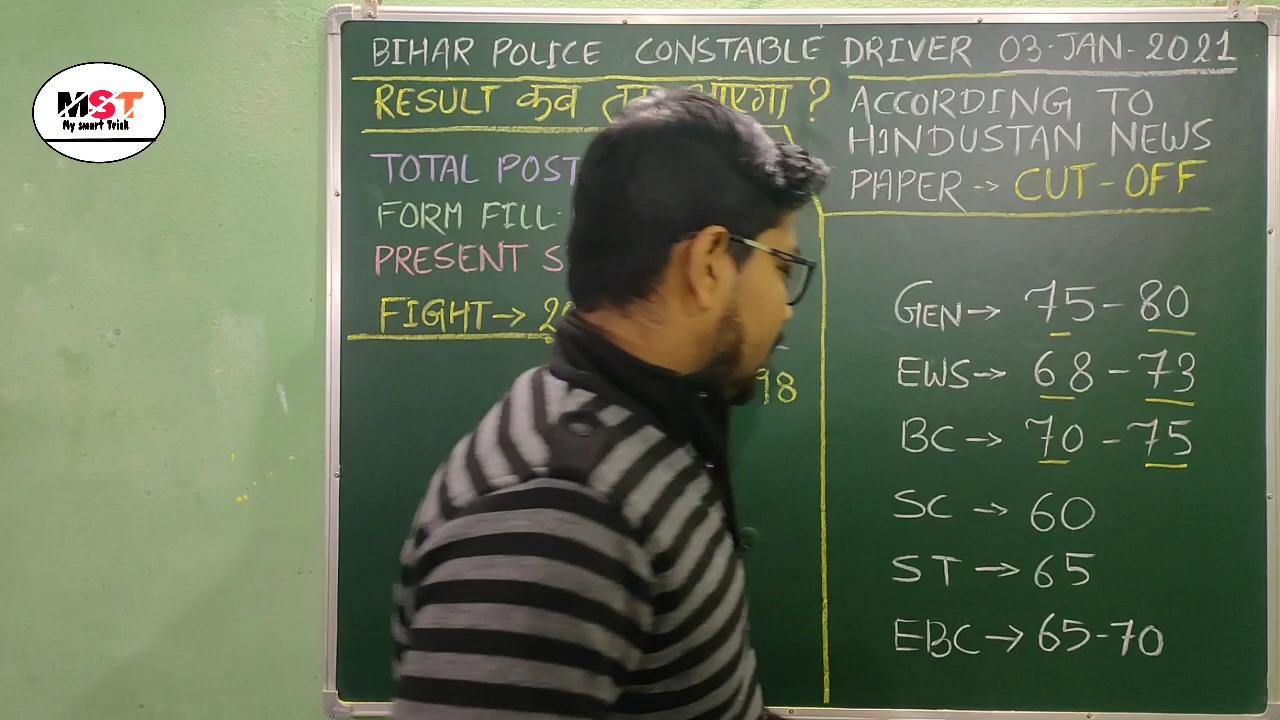 MST
My smart Trick
BIHAR POLICE CONSTABLE DRIVER 03-JAN-2021
RESULT कब ?
TOTAL POST
FORM FILL
PRESENT
FIGHT→
98
ACCORDING TO
HINDUSTAN NEWS
PAPER → CUT-OFF
GEN → 75-80
EWS → 68-73
BC → 70-75
SC → 60
ST → 65
EBC → 65-70